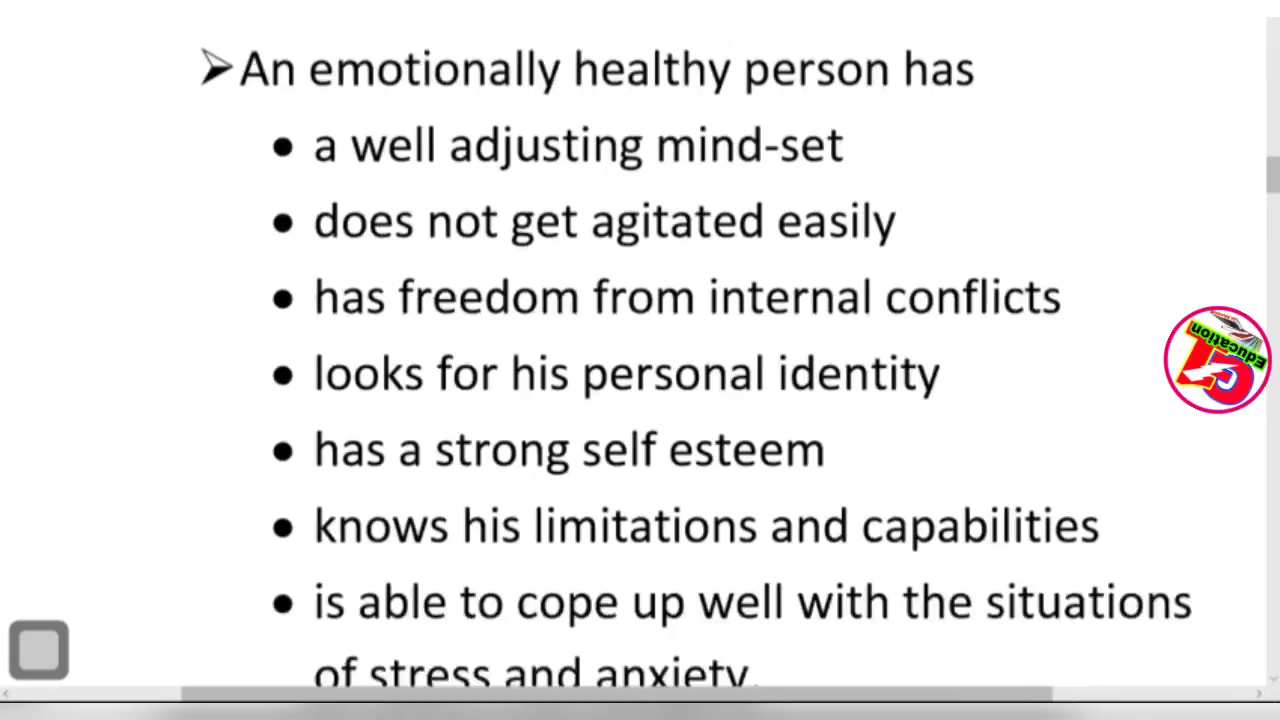 ➢An emotionally healthy person has
• a well adjusting mind-set
• does not get agitated easily
• has freedom from internal conflicts
• looks for his personal identity
• has a strong self esteem
• knows his limitations and capabilities
• is able to cope up well with the situations
of stress and anxiety.
Education